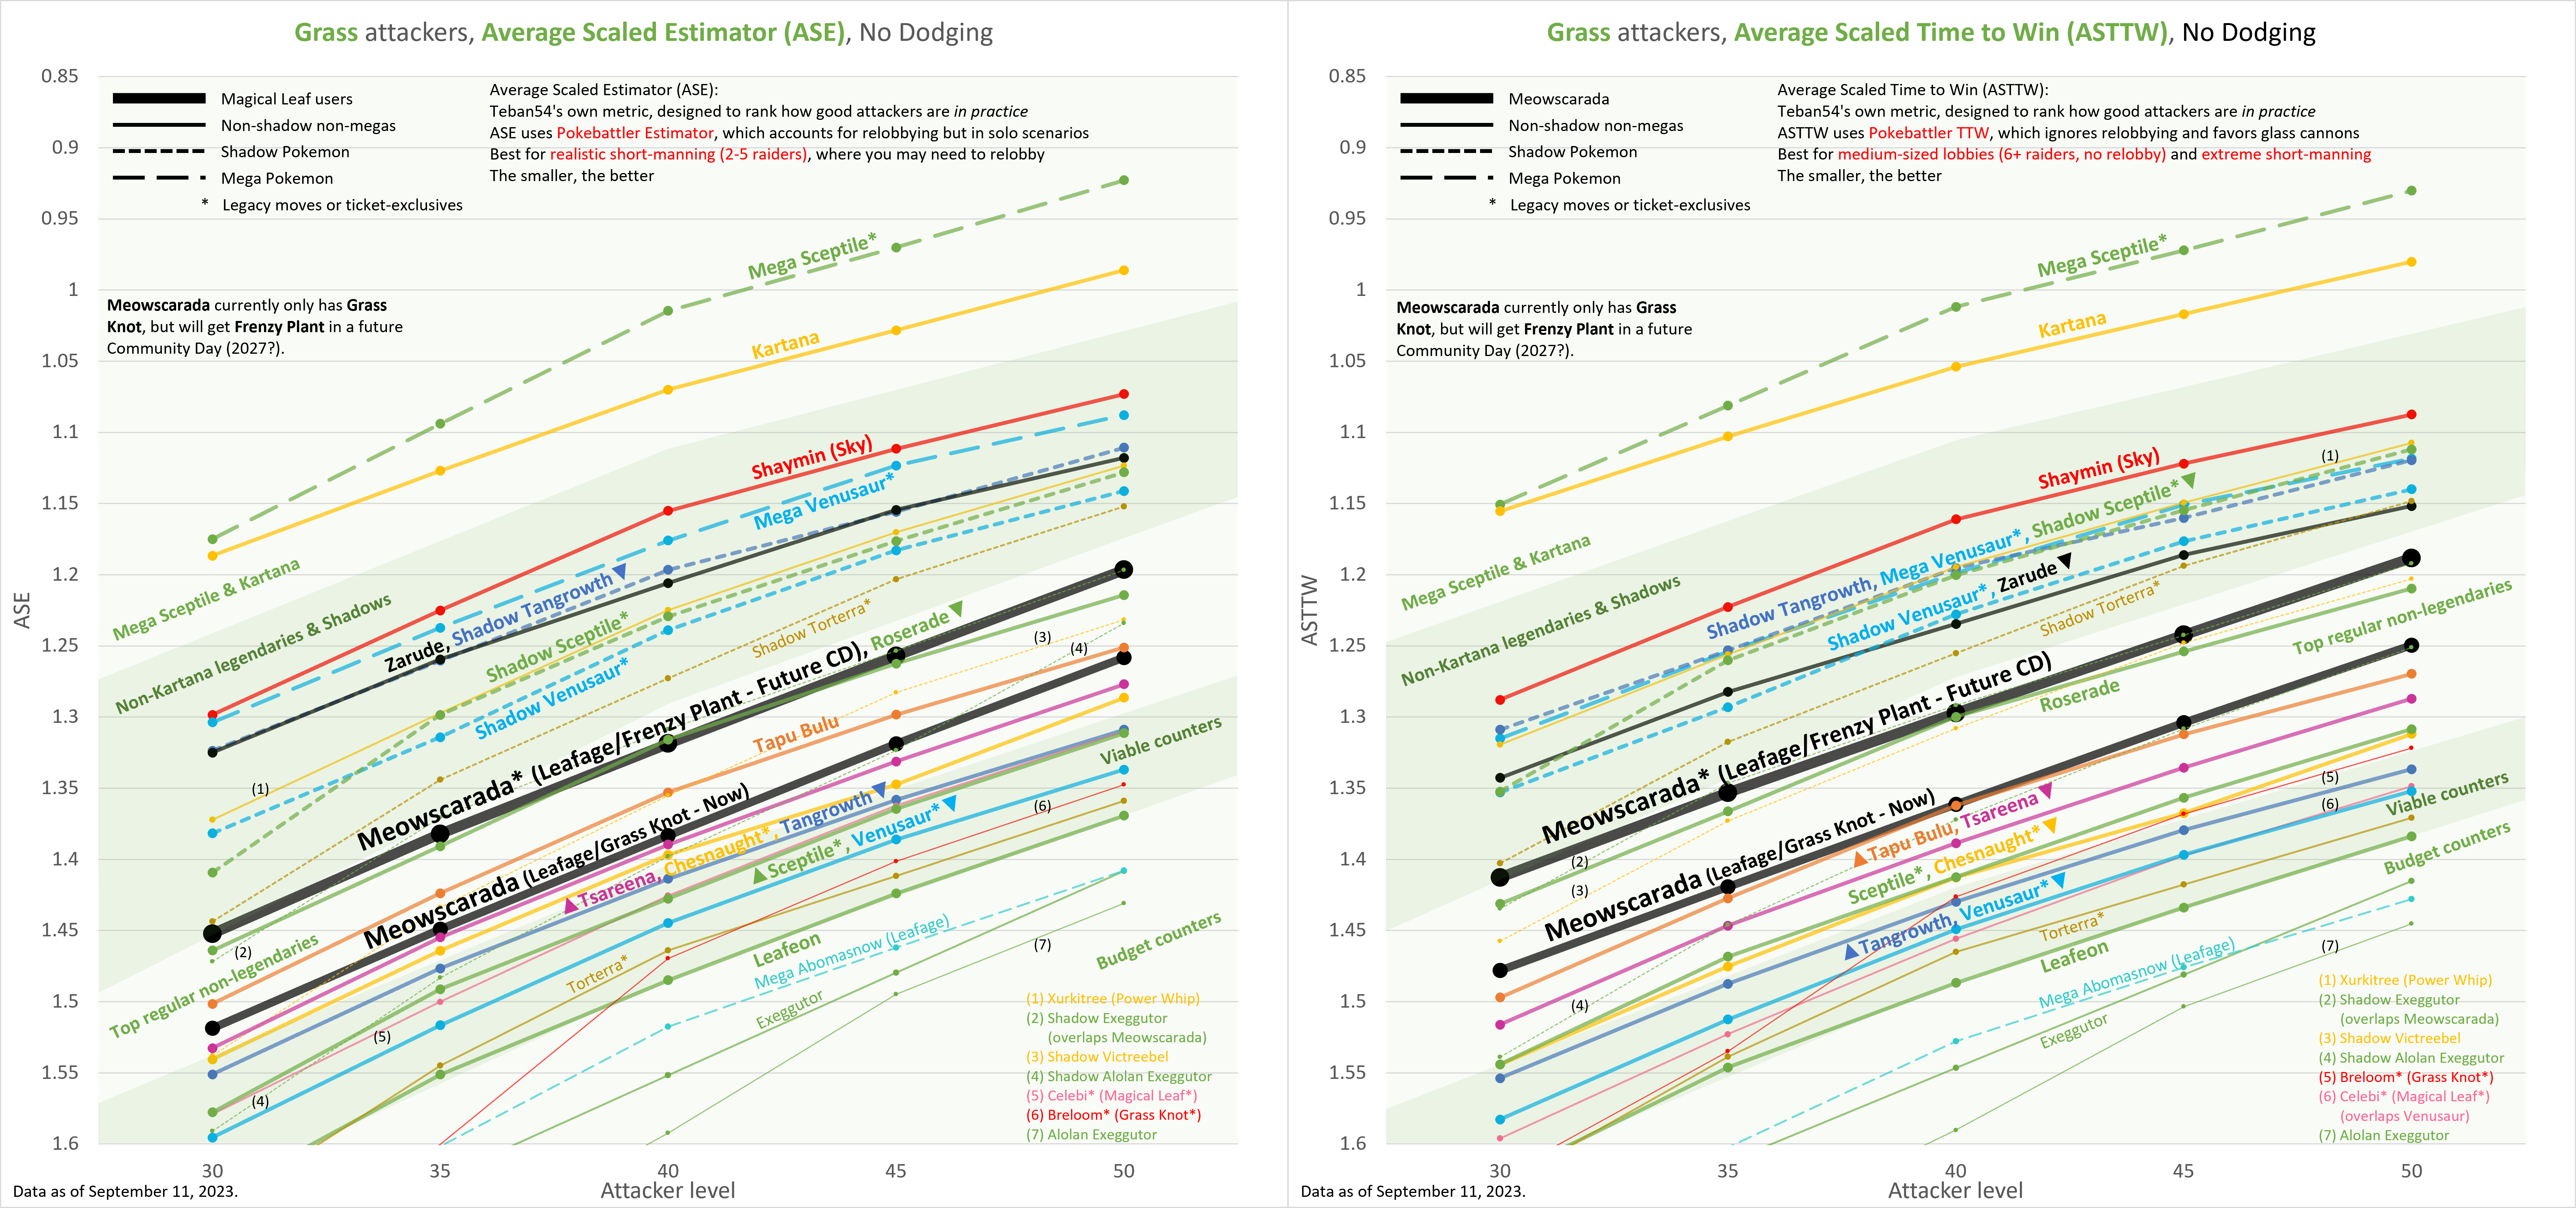 Grass attackers, Average Scaled Estimator (ASE), No Dodging
0.85
0.9
0.95
1
1.05
1.1
1.15
1.2
1.25
1.3
1.35
1.4
1.45
1.5
1.55
1.6
ASE
Magical Leaf users
Non-shadow non-megas
Shadow Pokemon
Mega Pokemon
* Legacy moves or ticket-exclusives
Average Scaled Estimator (ASE):
Teban54's own metric, designed to rank how good attackers are in practice
ASE uses Pokebattler Estimator, which accounts for relobbying but in solo scenarios
Best for realistic short-manning (2-5 raiders), where you may need to relobby
The smaller, the better
Meowscarada currently only has Grass
Knot, but will get Frenzy Plant in a future
Community Day (2027?).
Mega Sceptile*
Kartana
Shaymin (Sky)
Mega Venusaur*
Mega Sceptile & Kartana
Non-Kartana legendaries & Shadows
Zarude, Shadow Tangrowth
Shadow Sceptile*
Shadow Venusaur*
Shadow Torterra*
Meowscarada* (Leafage/Frenzy Plant - Future CD), Roserade
(1)
(2)
(3)
(4)
Tapu Bulu
Meowscarada (Leafage/Grass Knot - Now)
Tsareena, Chesnaught*, Tangrowth
Sceptile*, Venusaur*
Viable counters
Top regular non-legendaries
(4)
(5)
(6)
(7)
Torterra*
Leafeon
Mega Abomasnow (Leafage)
Exeggutor
Budget counters
(1) Xurkitree (Power Whip)
(2) Shadow Exeggutor
(overlaps Meowscarada)
(3) Shadow Victreebel
(4) Shadow Alolan Exeggutor
(5) Celebi* (Magical Leaf*)
(6) Breloom* (Grass Knot*)
(7) Alolan Exeggutor
30
35
40
45
50
Attacker level
Data as of September 11, 2023.
Grass attackers, Average Scaled Time to Win (ASTTW), No Dodging
0.85
0.9
0.95
1
1.05
1.1
1.15
1.2
1.25
1.3
1.35
1.4
1.45
1.5
1.55
1.6
ASTTW
Meowscarada
Non-shadow non-megas
Shadow Pokemon
Mega Pokemon
* Legacy moves or ticket-exclusives
Average Scaled Time to Win (ASTTW):
Teban54's own metric, designed to rank how good attackers are in practice
ASTTW uses Pokebattler TTW, which ignores relobbying and favors glass cannons
Best for medium-sized lobbies (6+ raiders, no relobby) and extreme short-manning
The smaller, the better
Meowscarada currently only has Grass
Knot, but will get Frenzy Plant in a future
Community Day (2027?).
Mega Sceptile*
Kartana
Shaymin (Sky)
(1)
Mega Sceptile & Kartana
Non-Kartana legendaries & Shadows
Shadow Tangrowth, Mega Venusaur*, Shadow Sceptile*
Shadow Venusaur*, Zarude
Shadow Torterra*
Top regular non-legendaries
Meowscarada* (Leafage/Frenzy Plant - Future CD)
Roserade
(2)
(3)
Meowscarada (Leafage/Grass Knot - Now)
Tapu Bulu, Tsareena
Sceptile*, Chesnaught*
Tangrowth, Venusaur*
(4)
(5)
(6)
(7)
Viable counters
Budget counters
Torterra*
Leafeon
Mega Abomasnow (Leafage)
Exeggutor
(1) Xurkitree (Power Whip)
(2) Shadow Exeggutor
(overlaps Meowscarada)
(3) Shadow Victreebel
(4) Shadow Alolan Exeggutor
(5) Breloom* (Grass Knot*)
(6) Celebi* (Magical Leaf*)
(overlaps Venusaur)
(7) Alolan Exeggutor
30
35
40
45
50
Attacker level
Data as of September 11, 2023.